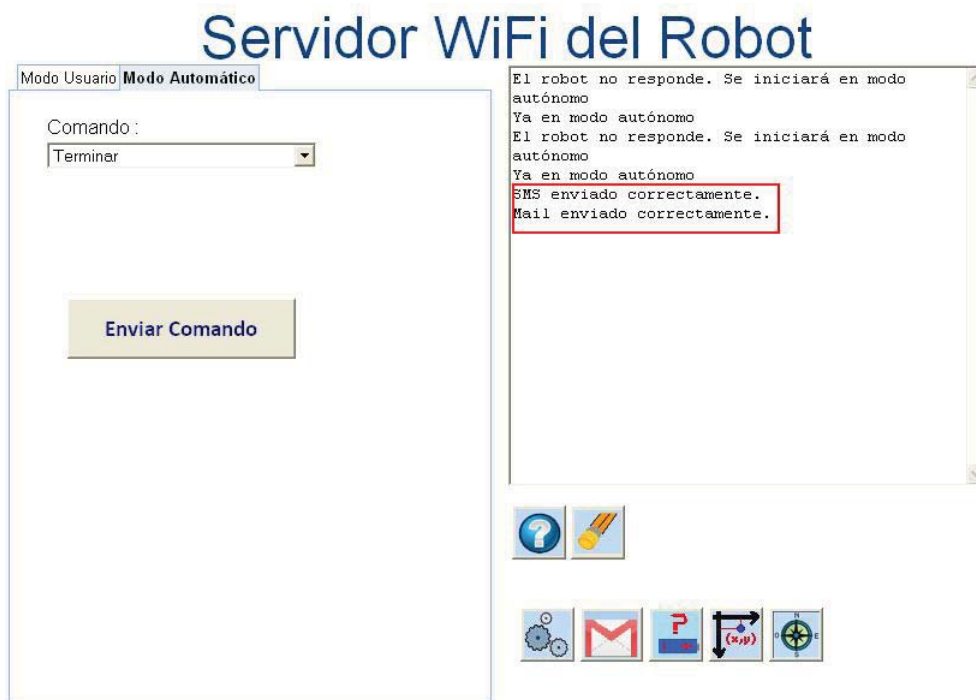 Servidor WiFi del Robot
Modo Usuario Modo Automático
Comando :
Terminar
Enviar Comando
El robot no responde. Se iniciará en modo
autónomo
Ya en modo autónomo
El robot no responde. Se iniciará en modo
autónomo
Ya en modo autónomo
SMS enviado correctamente.
Mail enviado correctamente.
?
?
(x,y)
N
O E
S